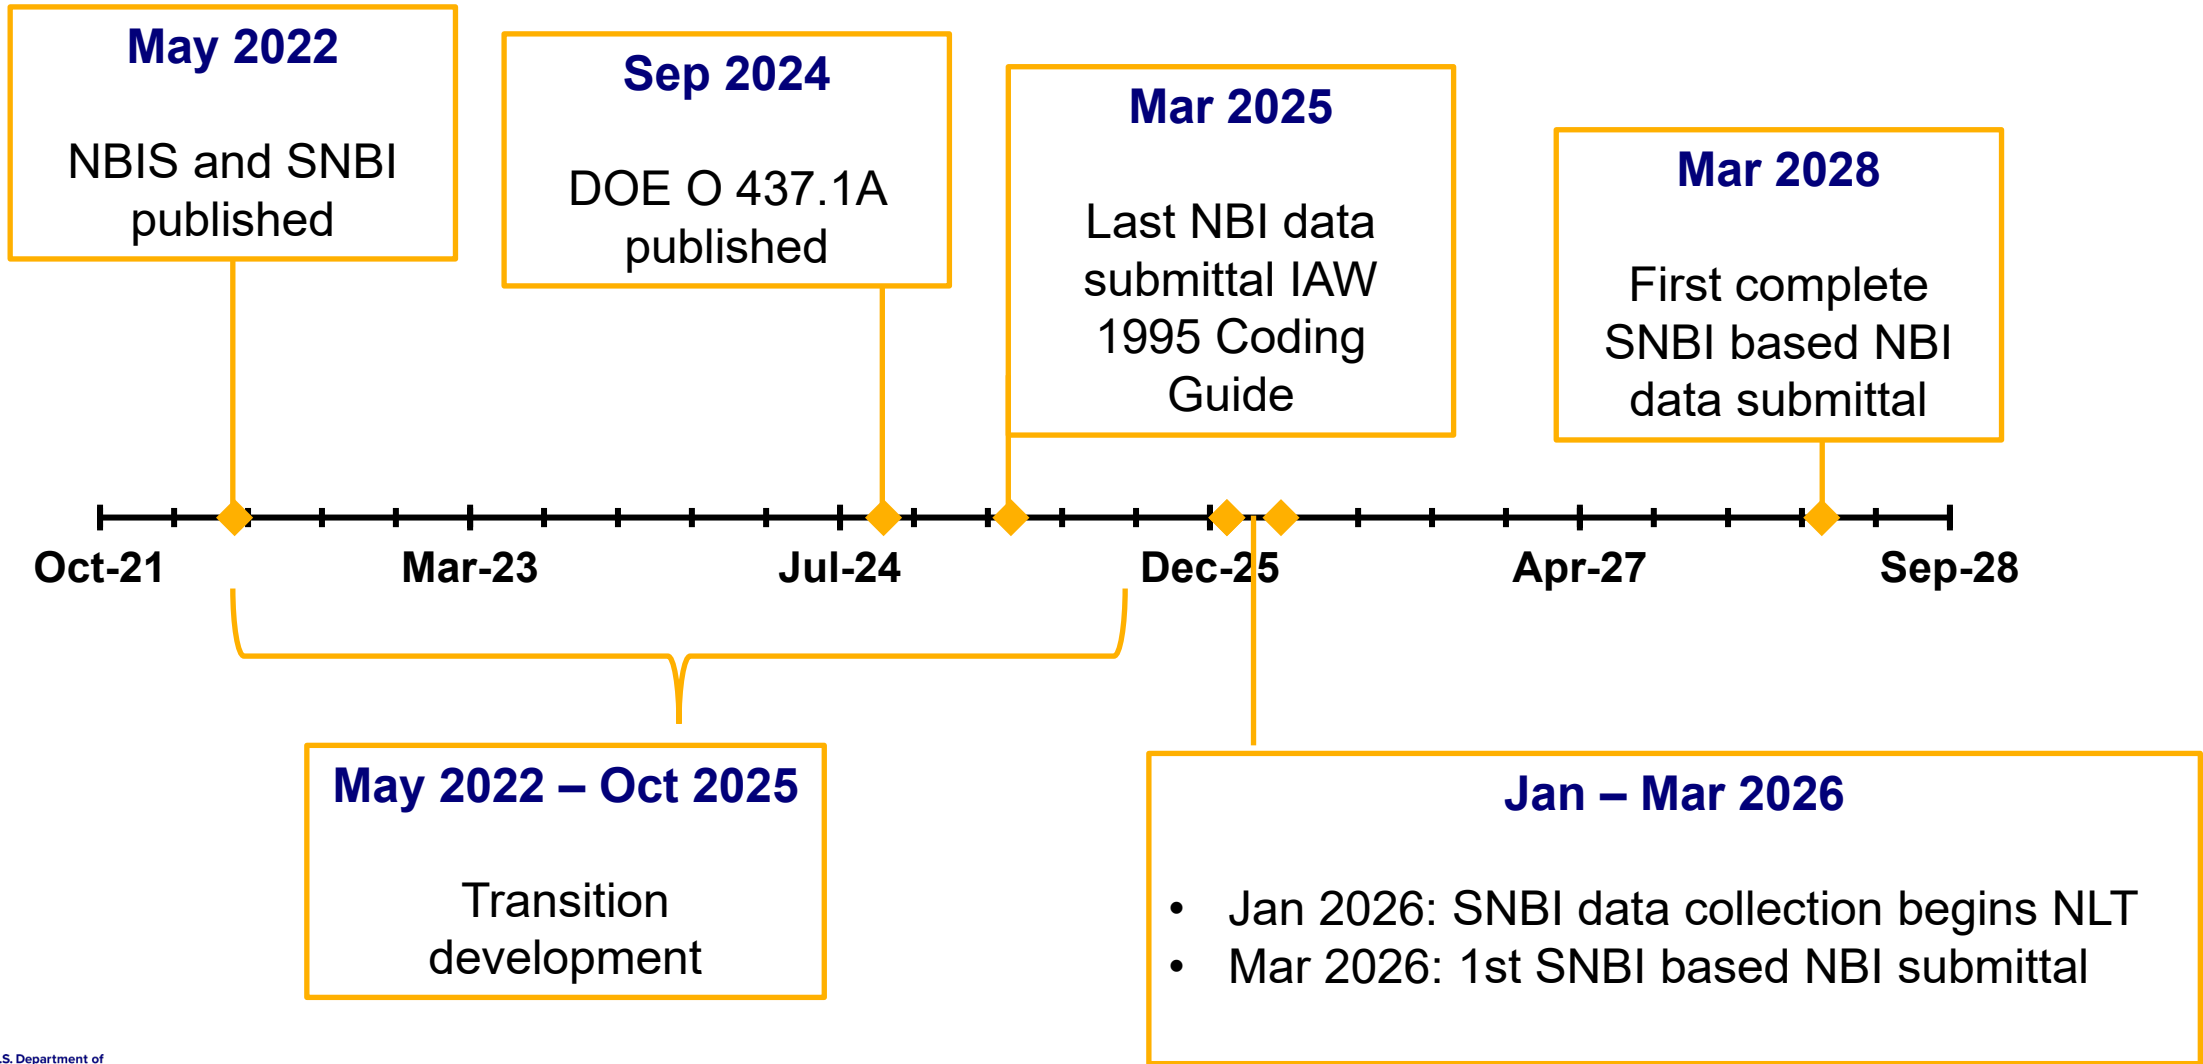 May 2022
NBIS and SNBI
published
Sep 2024
DOE O 437.1A
published
Mar 2025
Last NBI data
submittal IAW
1995 Coding
Guide
Mar 2028
First complete
SNBI based NBI
data submittal
Oct-21
Mar-23
Jul-24
Dec-25
Apr-27
Sep-28
May 2022 – Oct 2025
Transition
development
Jan – Mar 2026
• Jan 2026: SNBI data collection begins NLT
• Mar 2026: 1st SNBI based NBI submittal
.S. Department of